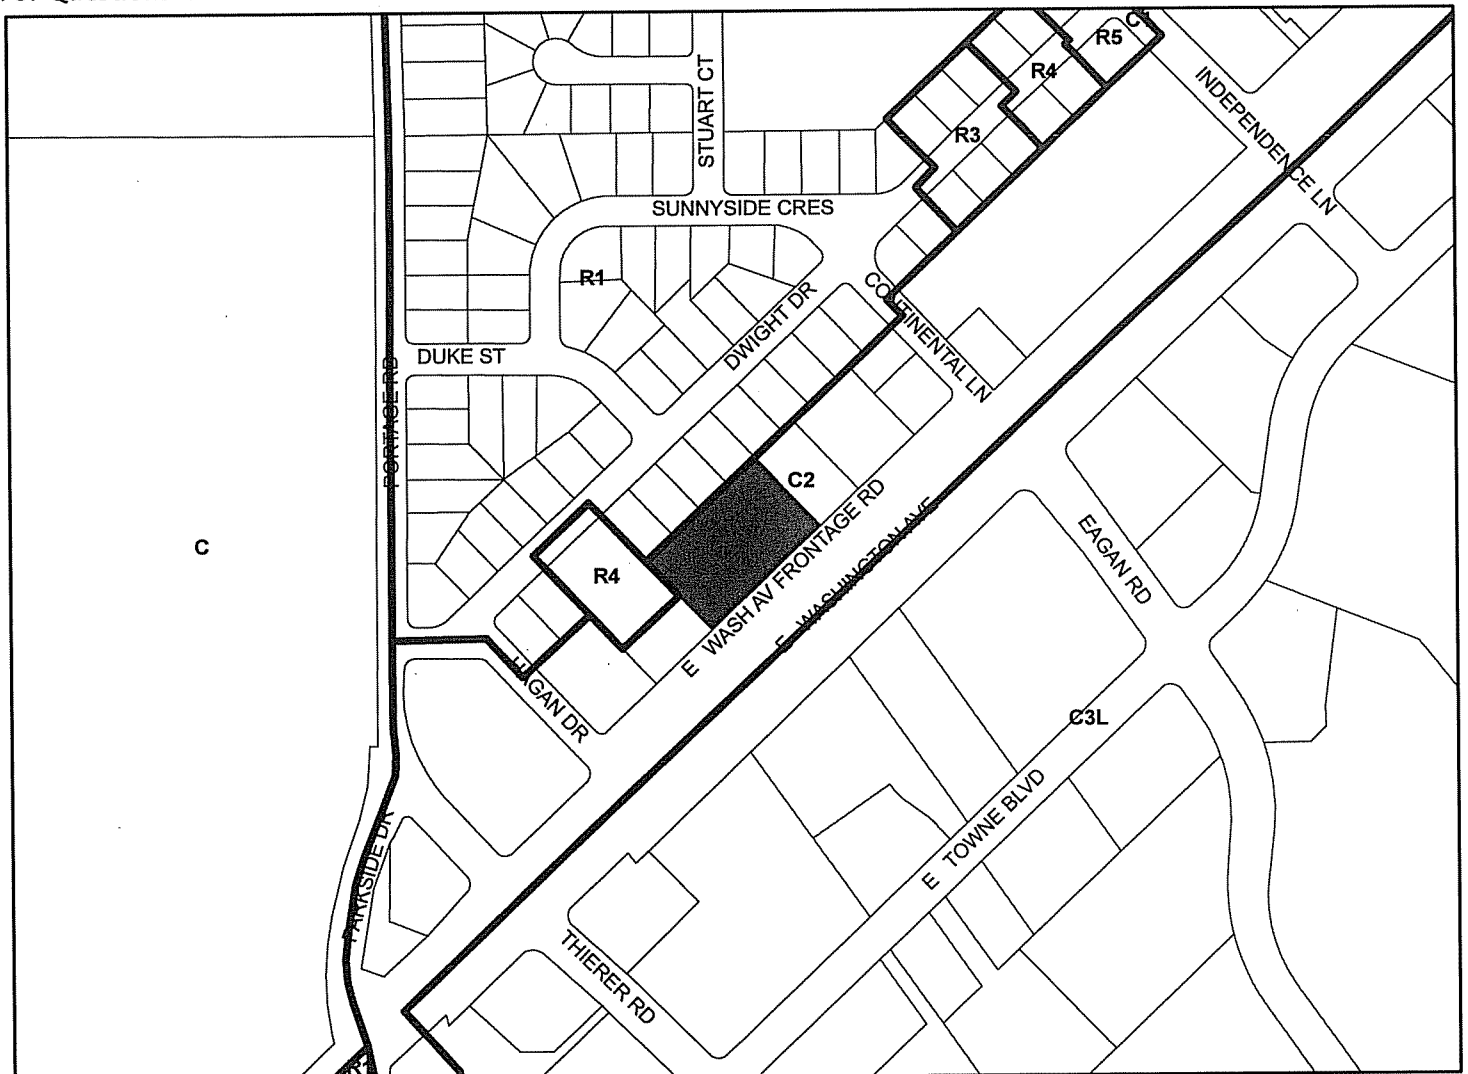 C
R5
R4
R3
INDEPENDENCE LN
STUART CT
SUNNYSIDE CRES
R1
CONTINENTAL LN
DWIGHT DR
DUKE ST
PORTAGE RD
C2
E WASH AV FRONTAGE RD
E WASHINGTON AVE
EAGAN RD
C
R4
EAGAN DR
C3L
E TOWNE BLVD
PARKSIDE DR
THIERER RD